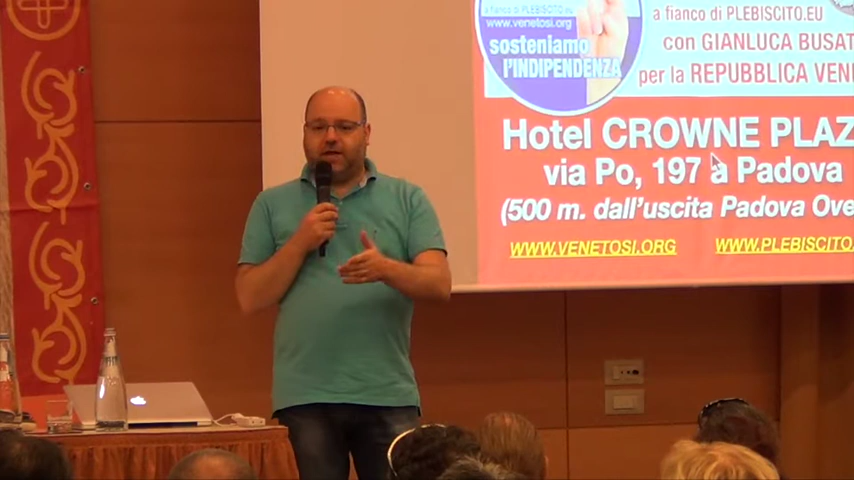 a fianco di PLEBISCITO.eu
www.venetosi.org
sosteniamo
l'INDIPENDENZA
a fianco di PLEBISCITO.EU
con GIANLUCA BUSAT
per la REPUBBLICA VENE
Hotel CROWNE PLAZ
via Po, 197 a Padova
(500 m. dall'uscita Padova Ove
WWW.VENETOSI.ORG WWW.PLEBISCITO